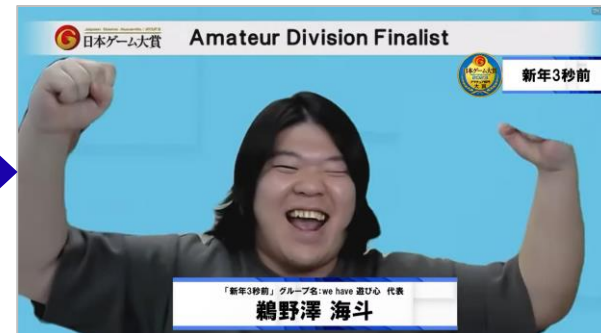 日本ゲーム大賞
Amateur Division Finalist
新年3秒前
「新年3秒前」グループ名:we have 遊び心 代表
鵜野澤 海斗